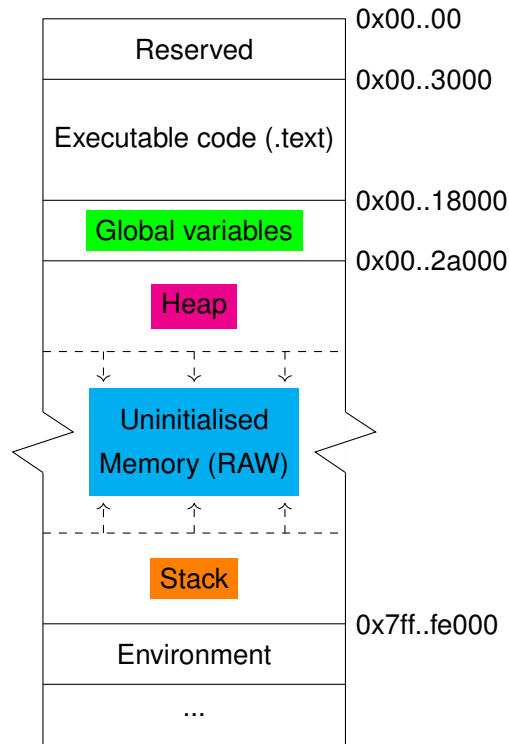 0x00..00
Reserved
0x00..3000
Executable code (.text)
0x00..18000
Global variables
0x00..2a000
Heap
Uninitialised
Memory (RAW)
Stack
0x7ff..fe000
Environment
...